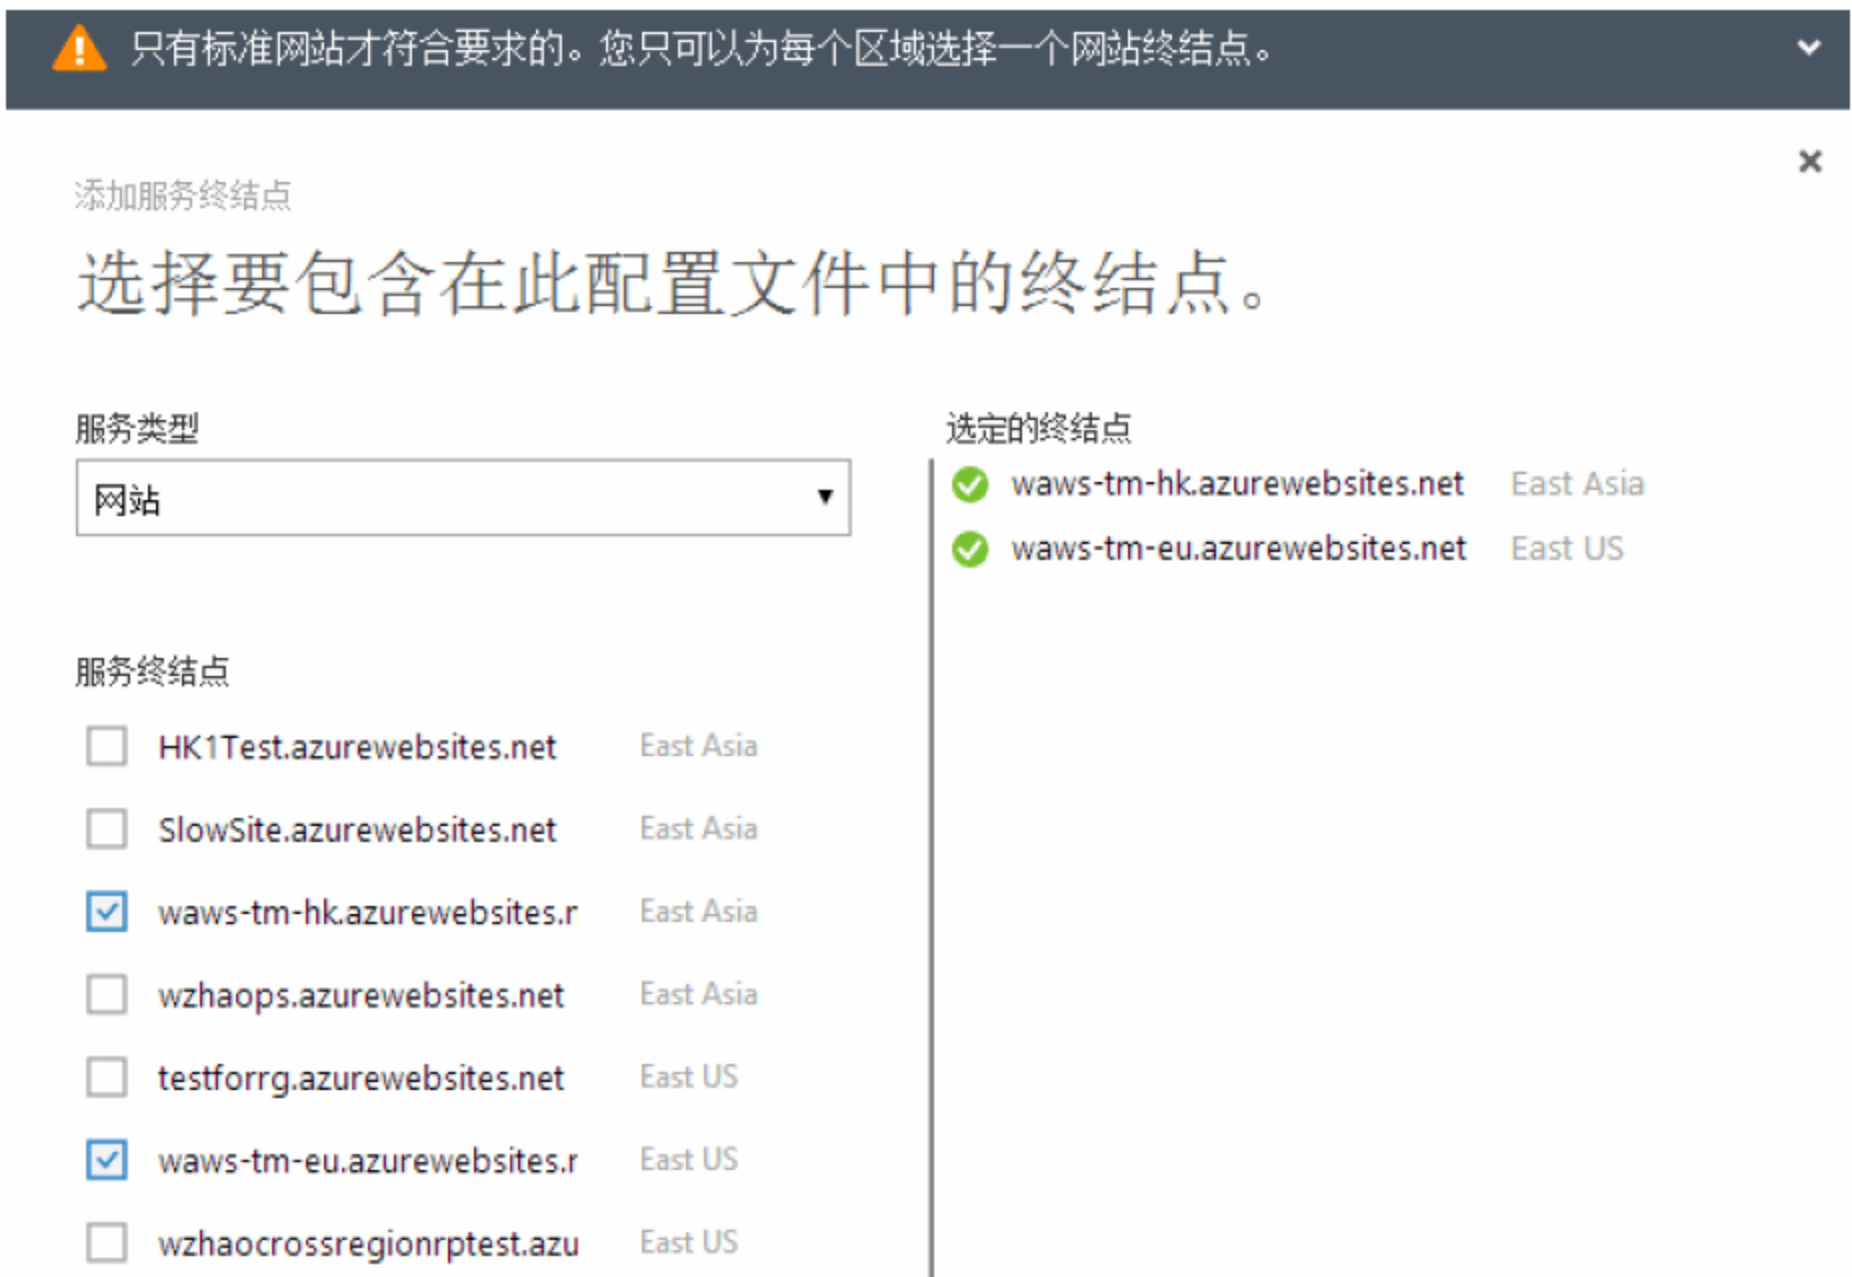 只有标准网站才符合要求的。您只可以为每个区域选择一个网站终结点。
添加服务终结点
选择要包含在此配置文件中的终结点。
服务类型
网站
服务终结点
HK1Test.azurewebsites.net East Asia
SlowSite.azurewebsites.net East Asia
waws-tm-hk.azurewebsites.r East Asia
wzhaops.azurewebsites.net East Asia
testforrg.azurewebsites.net East US
waws-tm-eu.azurewebsites.r East US
wzhaocrossregionrptest.azu East US
选定的终结点
waws-tm-hk.azurewebsites.net East Asia
waws-tm-eu.azurewebsites.net East US